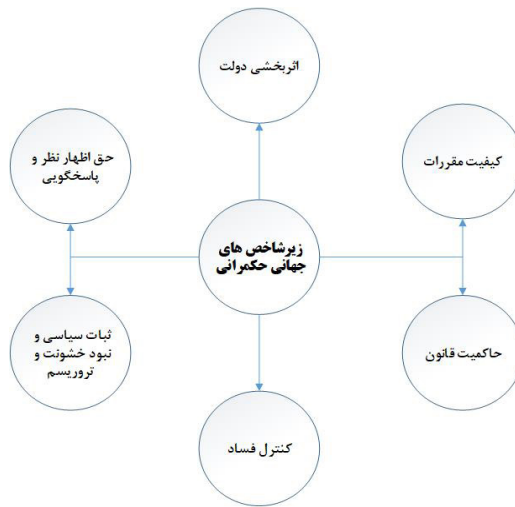 اثربخشی دولت
کیفیت مقررات
حق اظهار نظر و
پاسخگویی
زیرشاخص های
جهانی حکمرانی
حاکمیت قانون
ثبات سیاسی و
نبود خشونت و
تروریسم
کنترل فساد